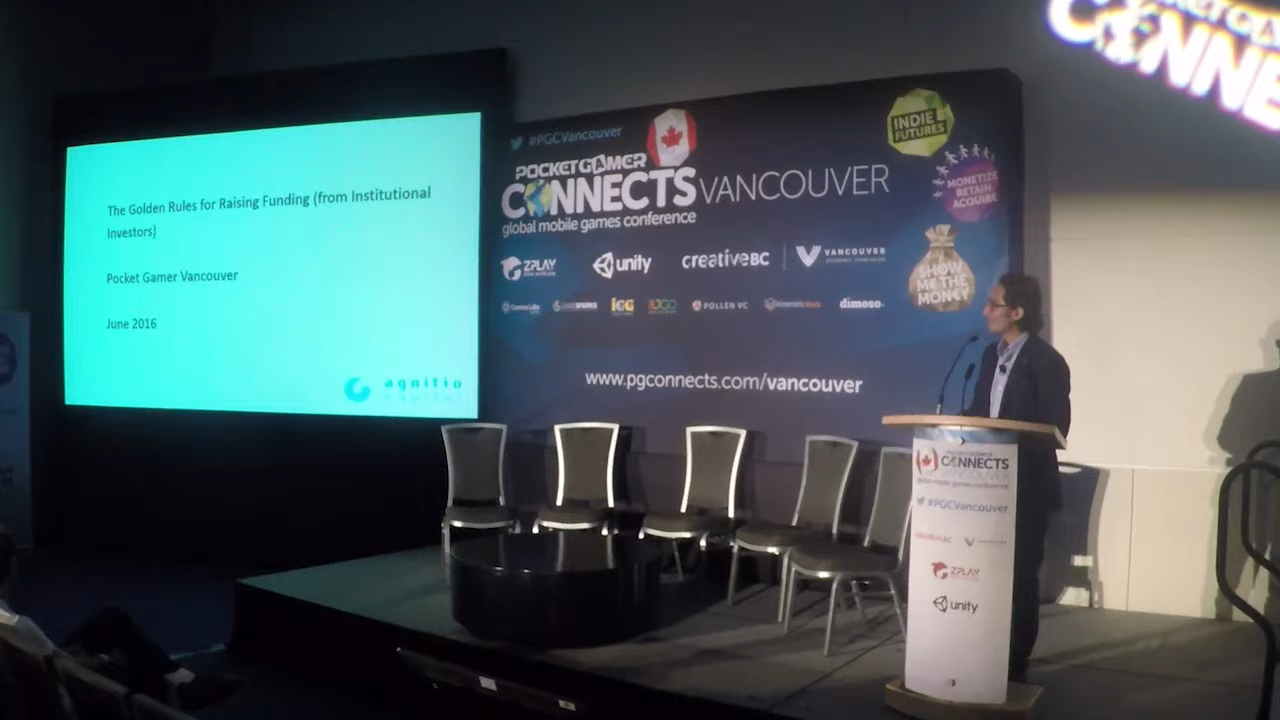 The Golden Rules for Raising Funding (from Institutional
Investors)
Pocket Gamer Vancouver
June 2016
agnitio
#PGCVancouver
POCKET GAMER
CONNECTS VANCOUVER
global mobile games conference
ZPLAY
unity
creativeBC
VANCOUVER
POLLEN VC
dimoso
www.pgconnects.com/vancouver
INDIE
FUTURES
MONETIZE
RETAIN
ACQUIRE
SHOW
ME THE
MONEY
CONNE
CONNECTS
VANCOUVER
global mobile games conference
#PGCVancouver
ZPLAY
unity